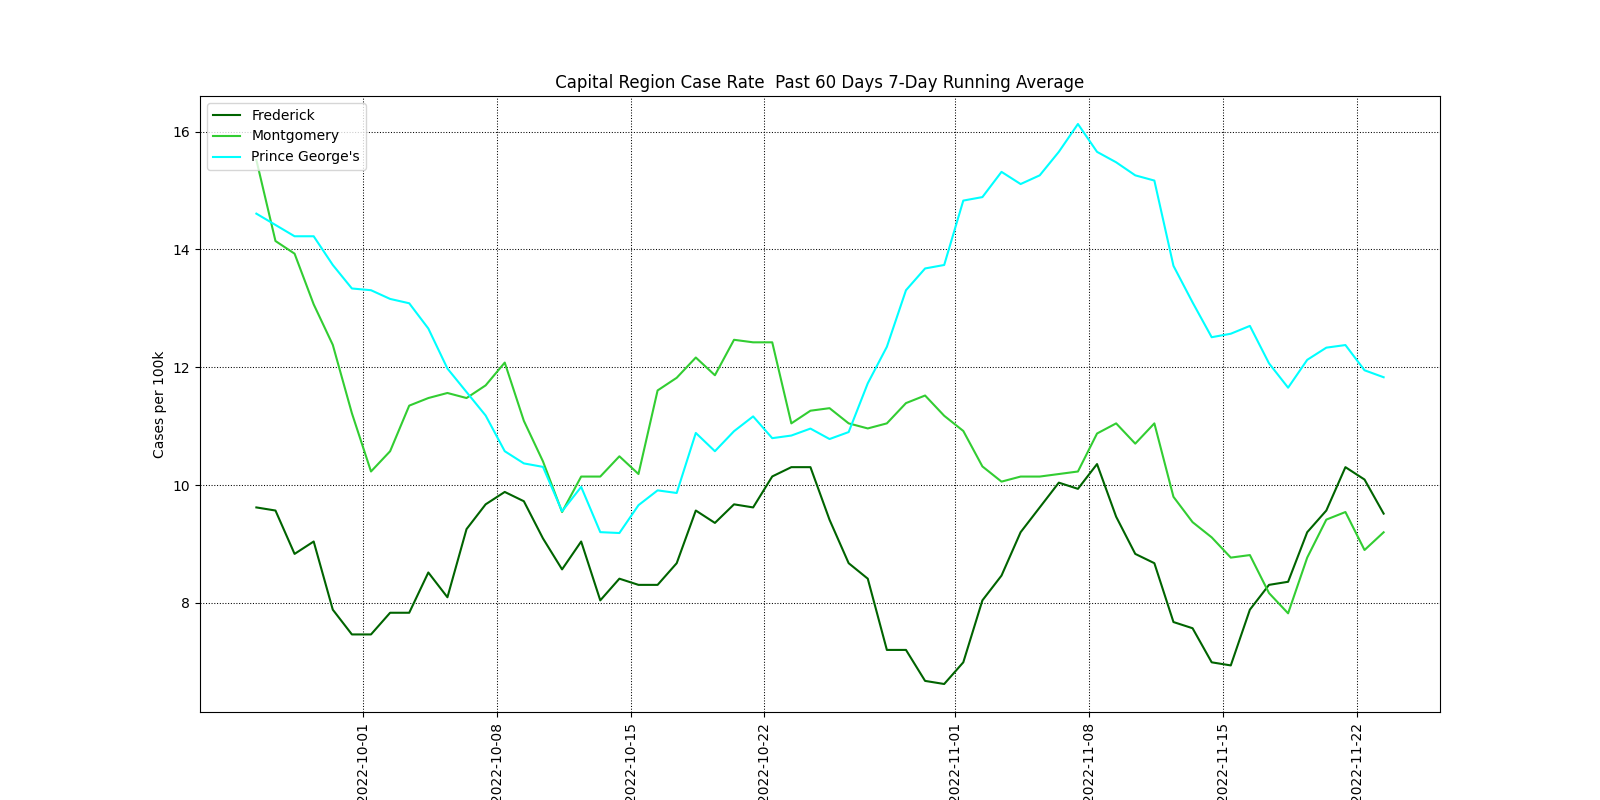 Capital Region Case Rate  Past 60 Days 7-Day Running Average
Frederick
Montgomery
Prince George's
16
14
12
10
8
Cases per 100k
2022-10-01
2022-10-08
2022-10-15
2022-10-22
2022-11-01
2022-11-08
2022-11-15
2022-11-22